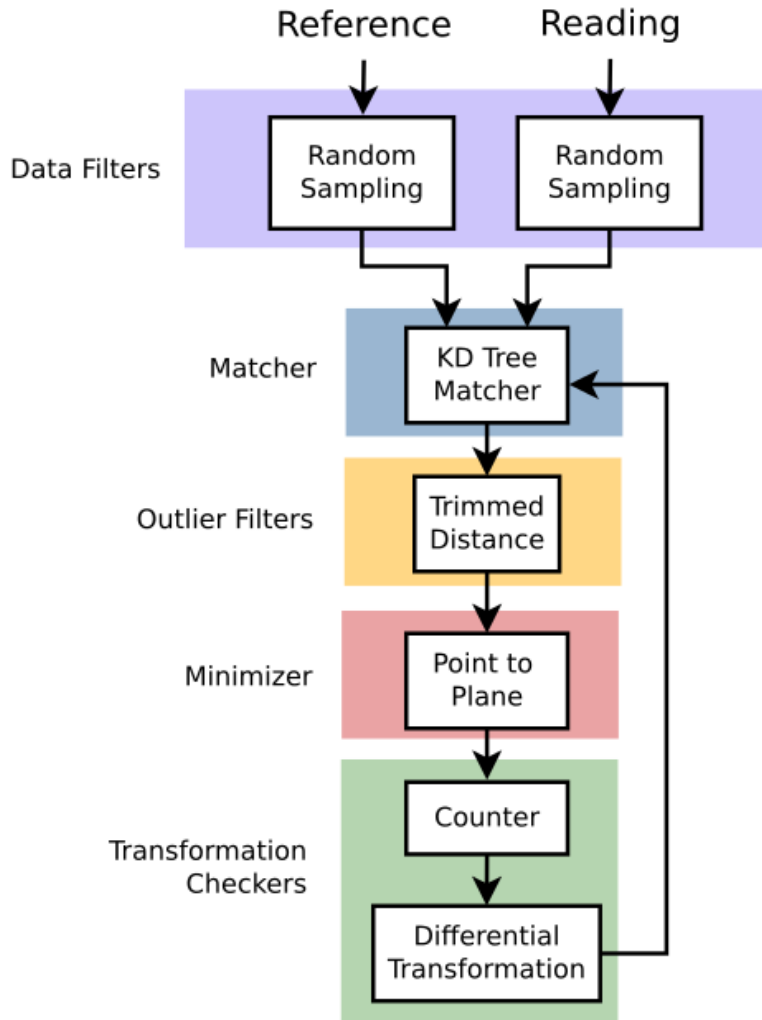 Reference
Reading
Data Filters
Random
Sampling
Random
Sampling
Matcher
KD Tree
Matcher
Outlier Filters
Trimmed
Distance
Minimizer
Point to
Plane
Transformation
Checkers
Counter
Differential
Transformation